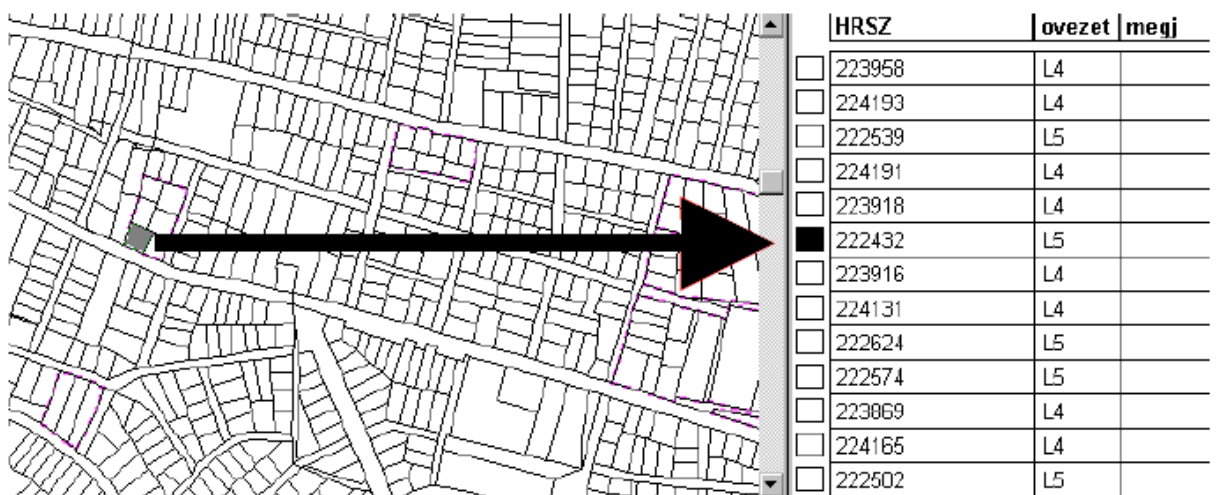 HRSZ ovezet megj
223958 L4
224193 L4
222539 L5
224191 L4
223918 L4
222432 L5
223916 L4
224131 L4
222624 L5
222574 L5
223869 L4
224165 L4
222502 L5